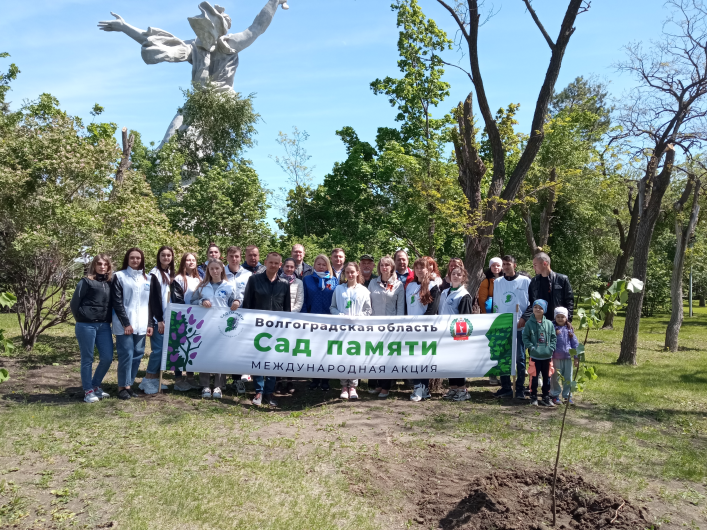 Волгоградская область
Сад памяти
МЕЖДУНАРОДНАЯ АКЦИЯ